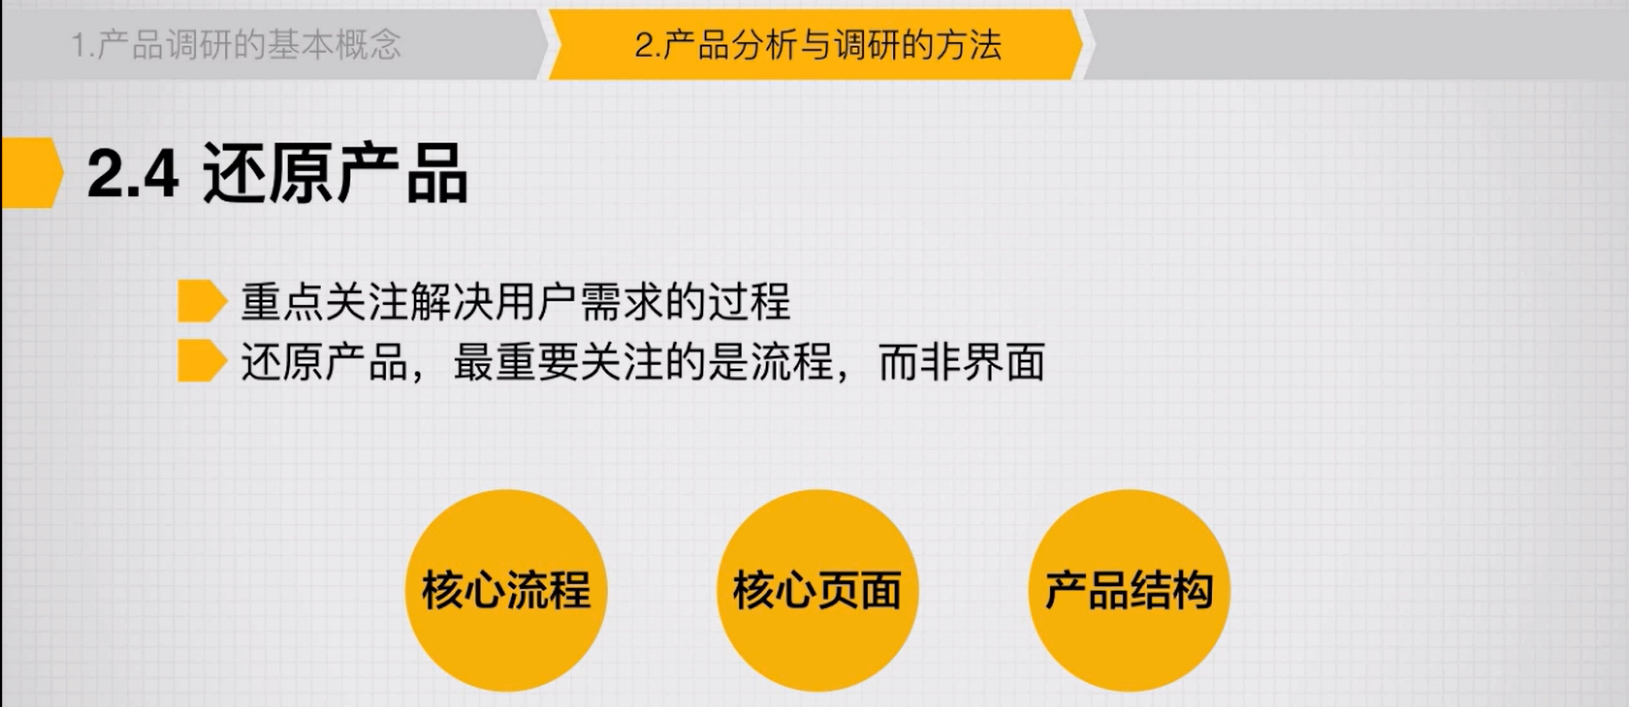 1.产品调研的基本概念
2.产品分析与调研的方法
2.4 还原产品
重点关注解决用户需求的过程
还原产品，最重要关注的是流程，而非界面
核心流程
核心页面
产品结构